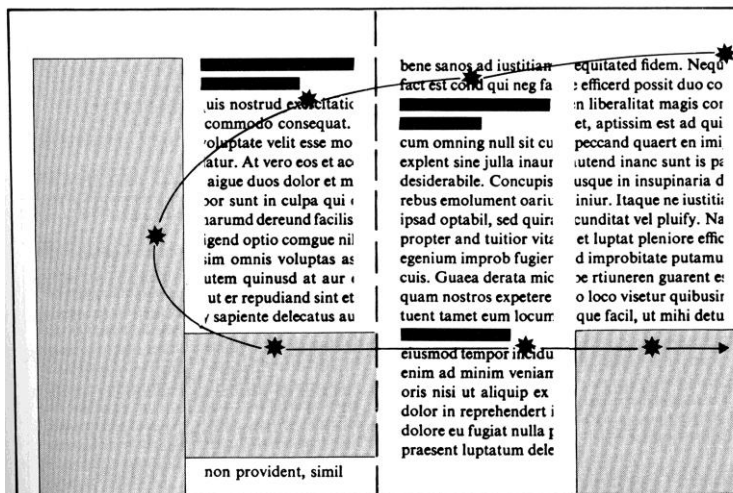 uis nostrud exercitatio
commodo consequat.
voluptate velit esse mo
atur. At vero eos et acc
aigue duos dolor et m
por sunt in culpa qui
harumd dereund facilis
igend optio comgue nil
sim omnis voluptas as
utem quinusd at aur
ut er repudiand sint et
y sapiente delecatus au
non provident, simil
bene sanos ad iustitiam
fact est cond qui neg fa
cum omning null sit cu
explent sine julla inaur
desiderabile. Concupis
rebus emolument oariu
ipsad optabil, sed quira
propter and tuitior vita
egenium improb fugier
cuis. Guaea derata mic
quam nostros expetere
tuent tamet eum locum
eiusmod tempor incidu
enim ad minim veniam
oris nisi ut aliquip ex
dolor in reprehendert i
dolore eu fugiat nulla p
praesent luptatum dele
equitated fidem. Nequ
efficerd possit duo co
n liberalitat magis cor
et, aptissim est ad qui
peccand quaert en imi
autend inanc sunt is pa
usque in insupinaria d
iniur. Itaque ne iustitia
cunditat vel pluify. Na
et luptat pleniore effic
d improbitate putamu
pe rtiuneren guarent es
o loco visetur quibusir
que facil, ut mihi detu